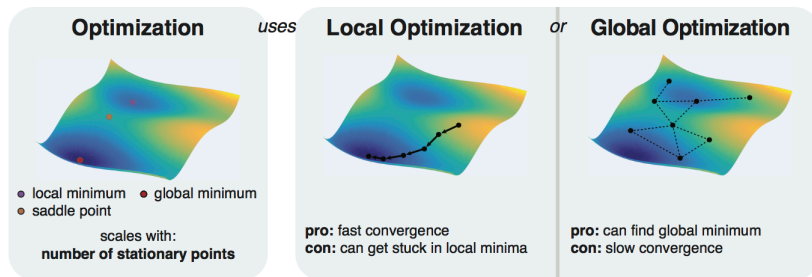 Optimization
uses
Local Optimization
or
Global Optimization
local minimum
global minimum
saddle point
scales with:
number of stationary points
pro: fast convergence
con: can get stuck in local minima
pro: can find global minimum
con: slow convergence